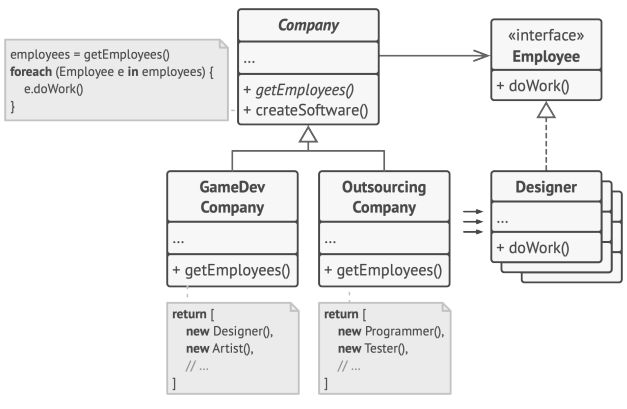 Company
...
+ getEmployees()
+ createSoftware()
employees = getEmployees()
foreach (Employee e in employees) {
e.doWork()
}
«interface»
Employee
+ doWork()
GameDev
Company
...
+ getEmployees()
Outsourcing
Company
...
+ getEmployees()
Designer
...
+ doWork()
return [
new Designer(),
new Artist(),
// ...
]
return [
new Programmer(),
new Tester(),
// ...
]